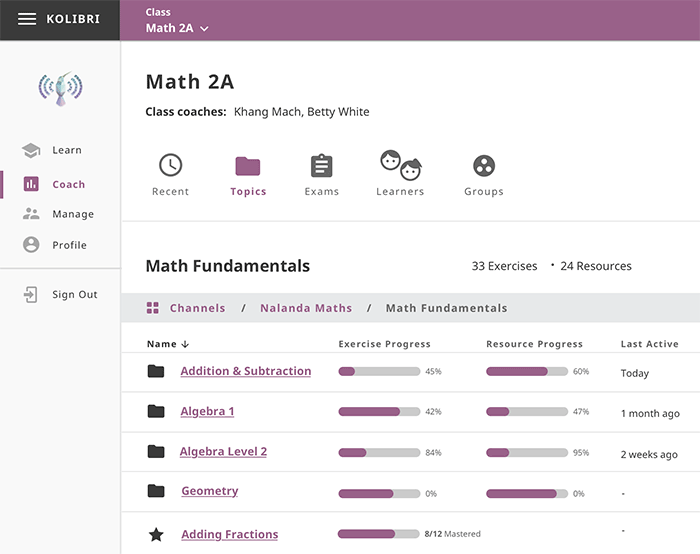 KOLIBRI
Class
Math 2A
Math 2A
Class coaches: Khang Mach, Betty White
Learn
Coach
Manage
Profile
Sign Out
Recent Topics Exams Learners Groups
Math Fundamentals 33 Exercises • 24 Resources
Channels / Nalanda Maths / Math Fundamentals
Name ↓ Exercise Progress Resource Progress Last Active
Addition & Subtraction 45% 60% Today
Algebra 1 42% 47% 1 month ago
Algebra Level 2 84% 95% 2 weeks ago
Geometry 0% 0% -
Adding Fractions 8/12 Mastered -